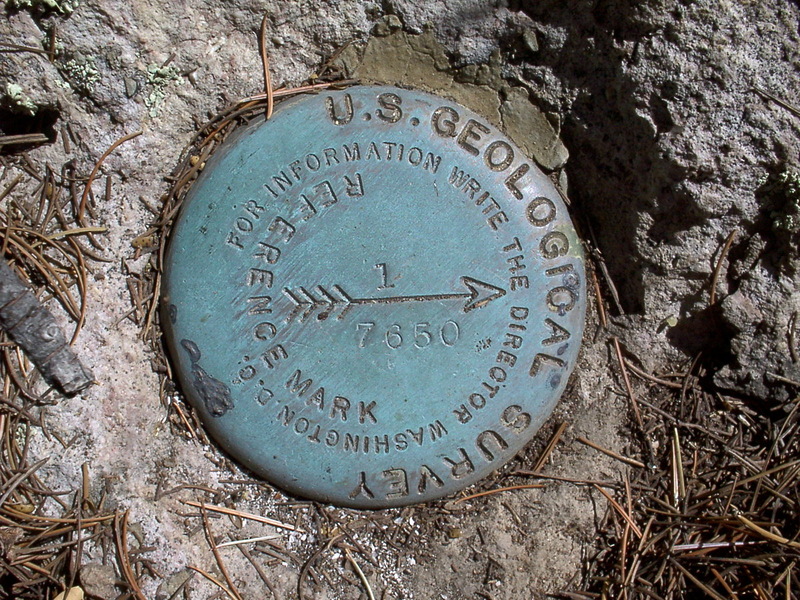 U.S. GEOLOGICAL SURVEY
FOR INFORMATION WRITE THE DIRECTOR WASHINGTON D.C.
REFERENCE MARK
1
7650